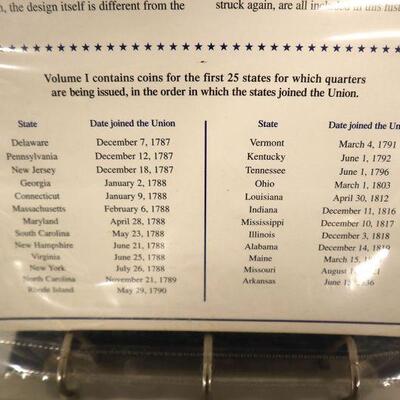 , the design itself is different from the
struck again, are all
Volume I contains coins for the first 25 states for which quarters
are being issued, in the order in which the states joined the Union.
State Date joined the Union
Delaware December 7, 1787
Pennsylvania December 12, 1787
New Jersey December 18, 1787
Georgia January 2, 1788
Connecticut January 9, 1788
Massachusetts February 6, 1788
Maryland April 28, 1788
South Carolina May 23, 1788
New Hampshire June 21, 1788
Virginia June 25, 1788
New York July 26, 1788
North Carolina November 21, 1789
Rhode Island May 29, 1790
State Date joined the
Vermont March 4, 1791
Kentucky June 1, 1792
Tennessee June 1, 1796
Ohio March 1, 1803
Louisiana April 30, 1812
Indiana December 11, 1816
Mississippi December 10, 1817
Illinois December 3, 1818
Alabama December 14, 1819
Maine March 15,
Missouri August
Arkansas June